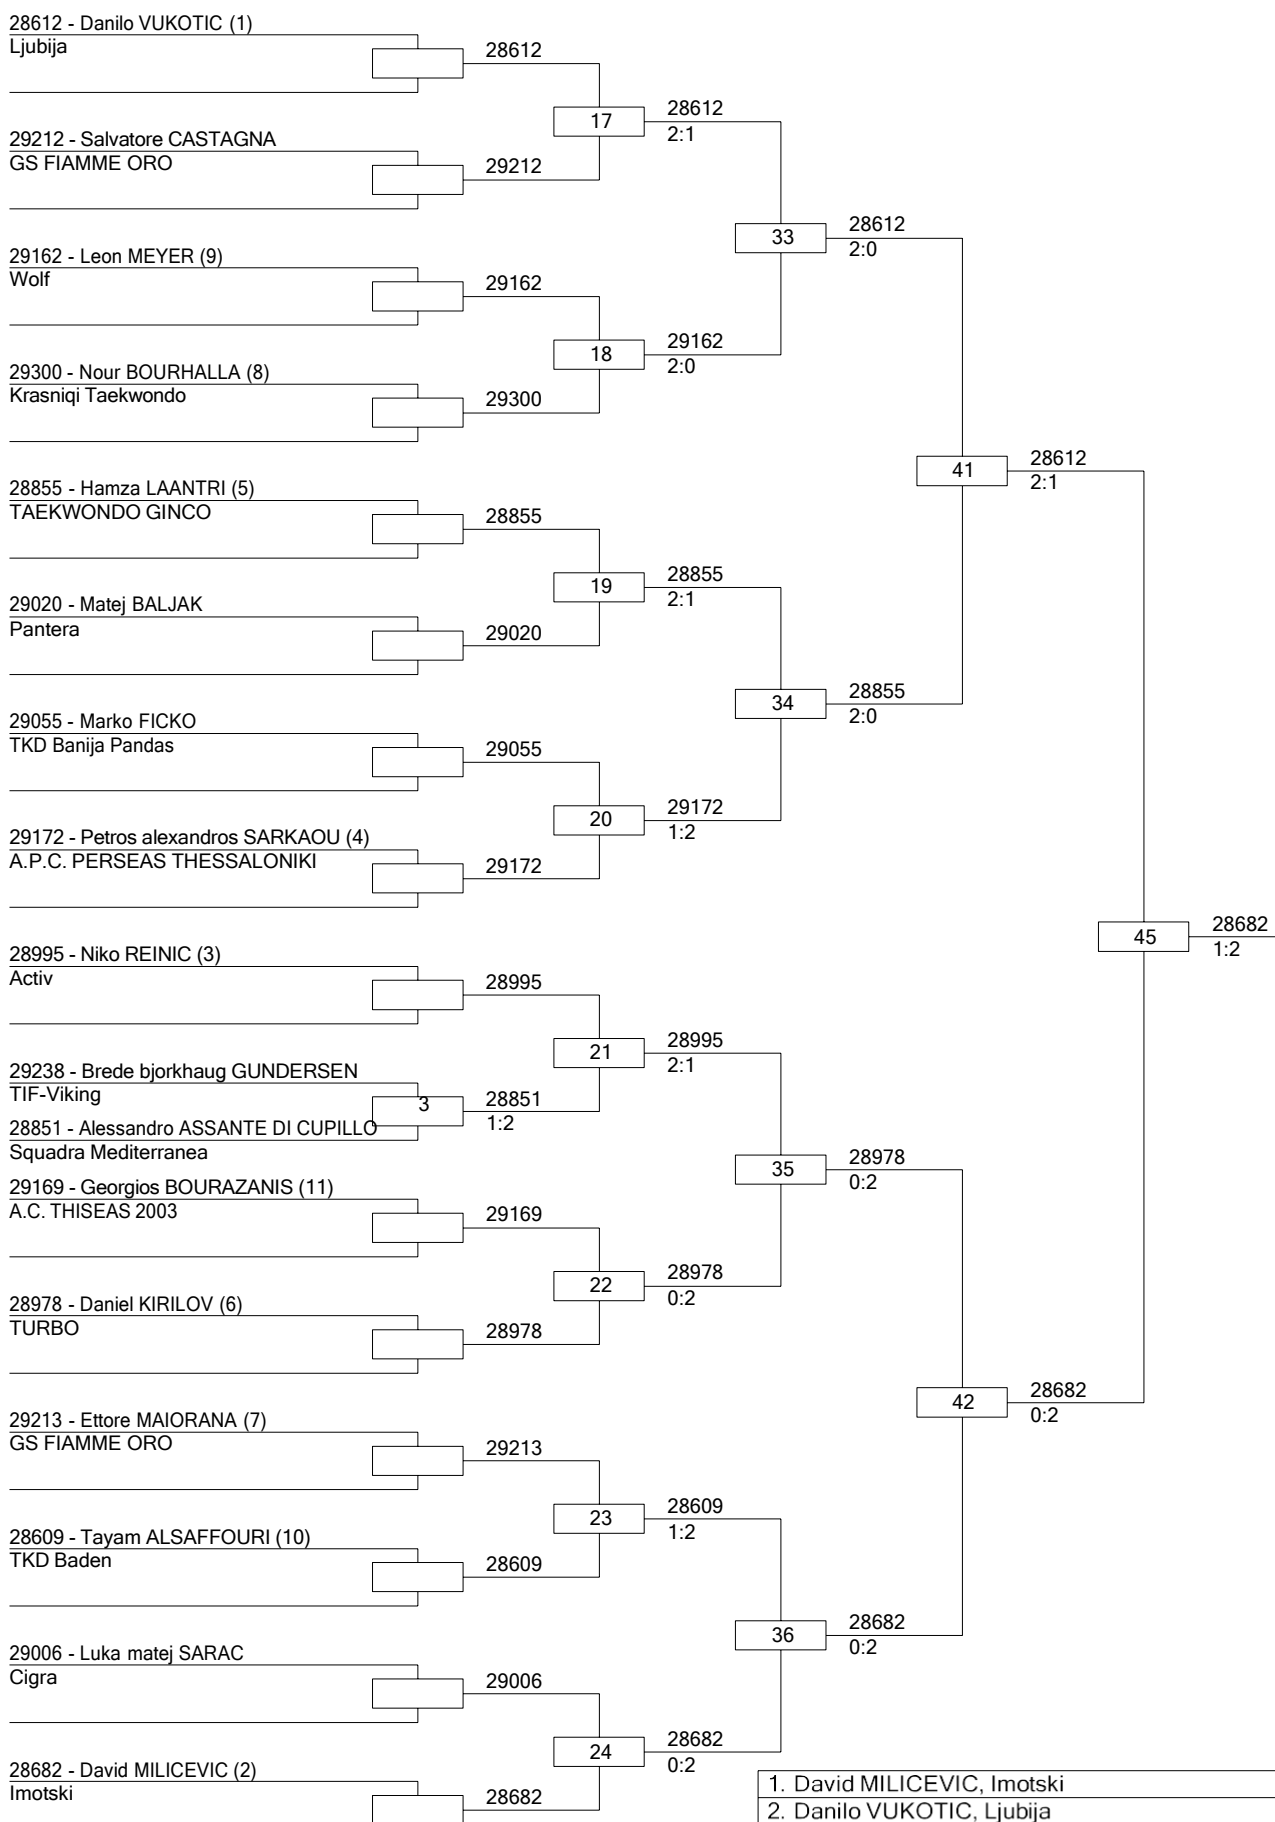 28612 - Danilo VUKOTIC (1)
Ljubija
28612
17
28612
2:1
29212 - Salvatore CASTAGNA
GS FIAMME ORO
29212
33
28612
2:0
29162 - Leon MEYER (9)
Wolf
29162
18
29162
2:0
29300 - Nour BOURHALLA (8)
Krasniqi Taekwondo
29300
41
28612
2:1
28855 - Hamza LAANTRI (5)
TAEKWONDO GINCO
28855
19
28855
2:1
29020 - Matej BALJAK
Pantera
29020
34
28855
2:0
29055 - Marko FICKO
TKD Banija Pandas
29055
20
29172
1:2
29172 - Petros alexandros SARKAOU (4)
A.P.C. PERSEAS THESSALONIKI
29172
45
28682
1:2
28995 - Niko REINIC (3)
Activ
28995
21
28995
2:1
29238 - Brede bjorkhaug GUNDERSEN
TIF-Viking
3
28851
1:2
28851 - Alessandro ASSANTE DI CUPILLO
Squadra Mediterranea
35
28978
0:2
29169 - Georgios BOURAZANIS (11)
A.C. THISEAS 2003
29169
22
28978
0:2
28978 - Daniel KIRILOV (6)
TURBO
28978
42
28682
0:2
29213 - Ettore MAIORANA (7)
GS FIAMME ORO
29213
23
28609
1:2
28609 - Tayam ALSAFFOURI (10)
TKD Baden
28609
36
28682
0:2
29006 - Luka matej SARAC
Cigra
29006
24
28682
0:2
28682 - David MILICEVIC (2)
Imotski
28682
1. David MILICEVIC, Imotski
2. Danilo VUKOTIC, Ljubija